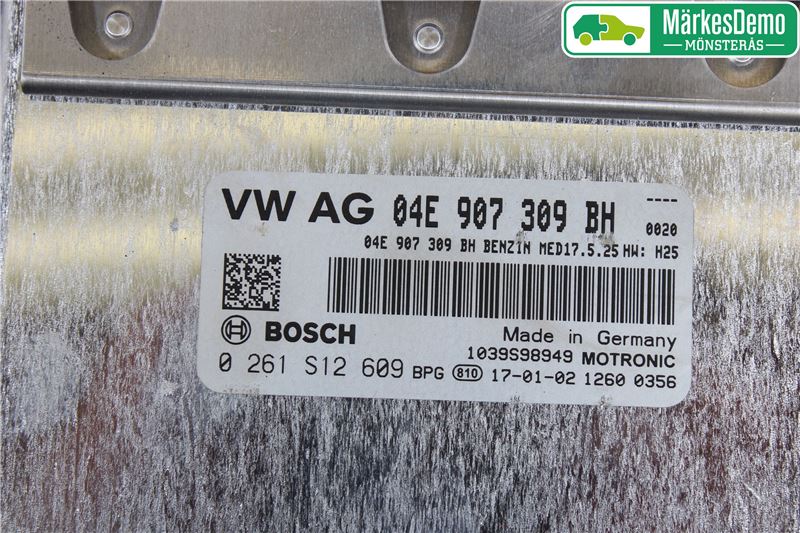 MärkesDemo
MÖNSTERÅS
----
VW AG 04E 907 309 BH 0020
04E 907 309 BH BENZIN MED17.5.25 HW: H25
BOSCH
Made in Germany
1039S98949 MOTRONIC
0 261 S12 609 BPG 810 17-01-02 1260 0356